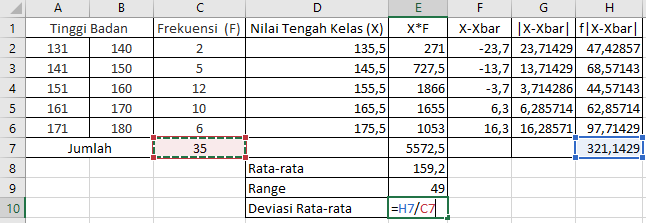 A B C D E F G H
1 Tinggi Badan Frekuensi (F) Nilai Tengah Kelas (X) X*F X-Xbar |X-Xbar| f|X-Xbar|
2 131 140 2 135,5 271 -23,7 23,71429 47,42857
3 141 150 5 145,5 727,5 -13,7 13,71429 68,57143
4 151 160 12 155,5 1866 -3,7 3,714286 44,57143
5 161 170 10 165,5 1655 6,3 6,285714 62,85714
6 171 180 6 175,5 1053 16,3 16,28571 97,71429
7 Jumlah 35 5572,5 321,1429
8 Rata-rata 159,2
9 Range 49
10 Deviasi Rata-rata =H7/C7